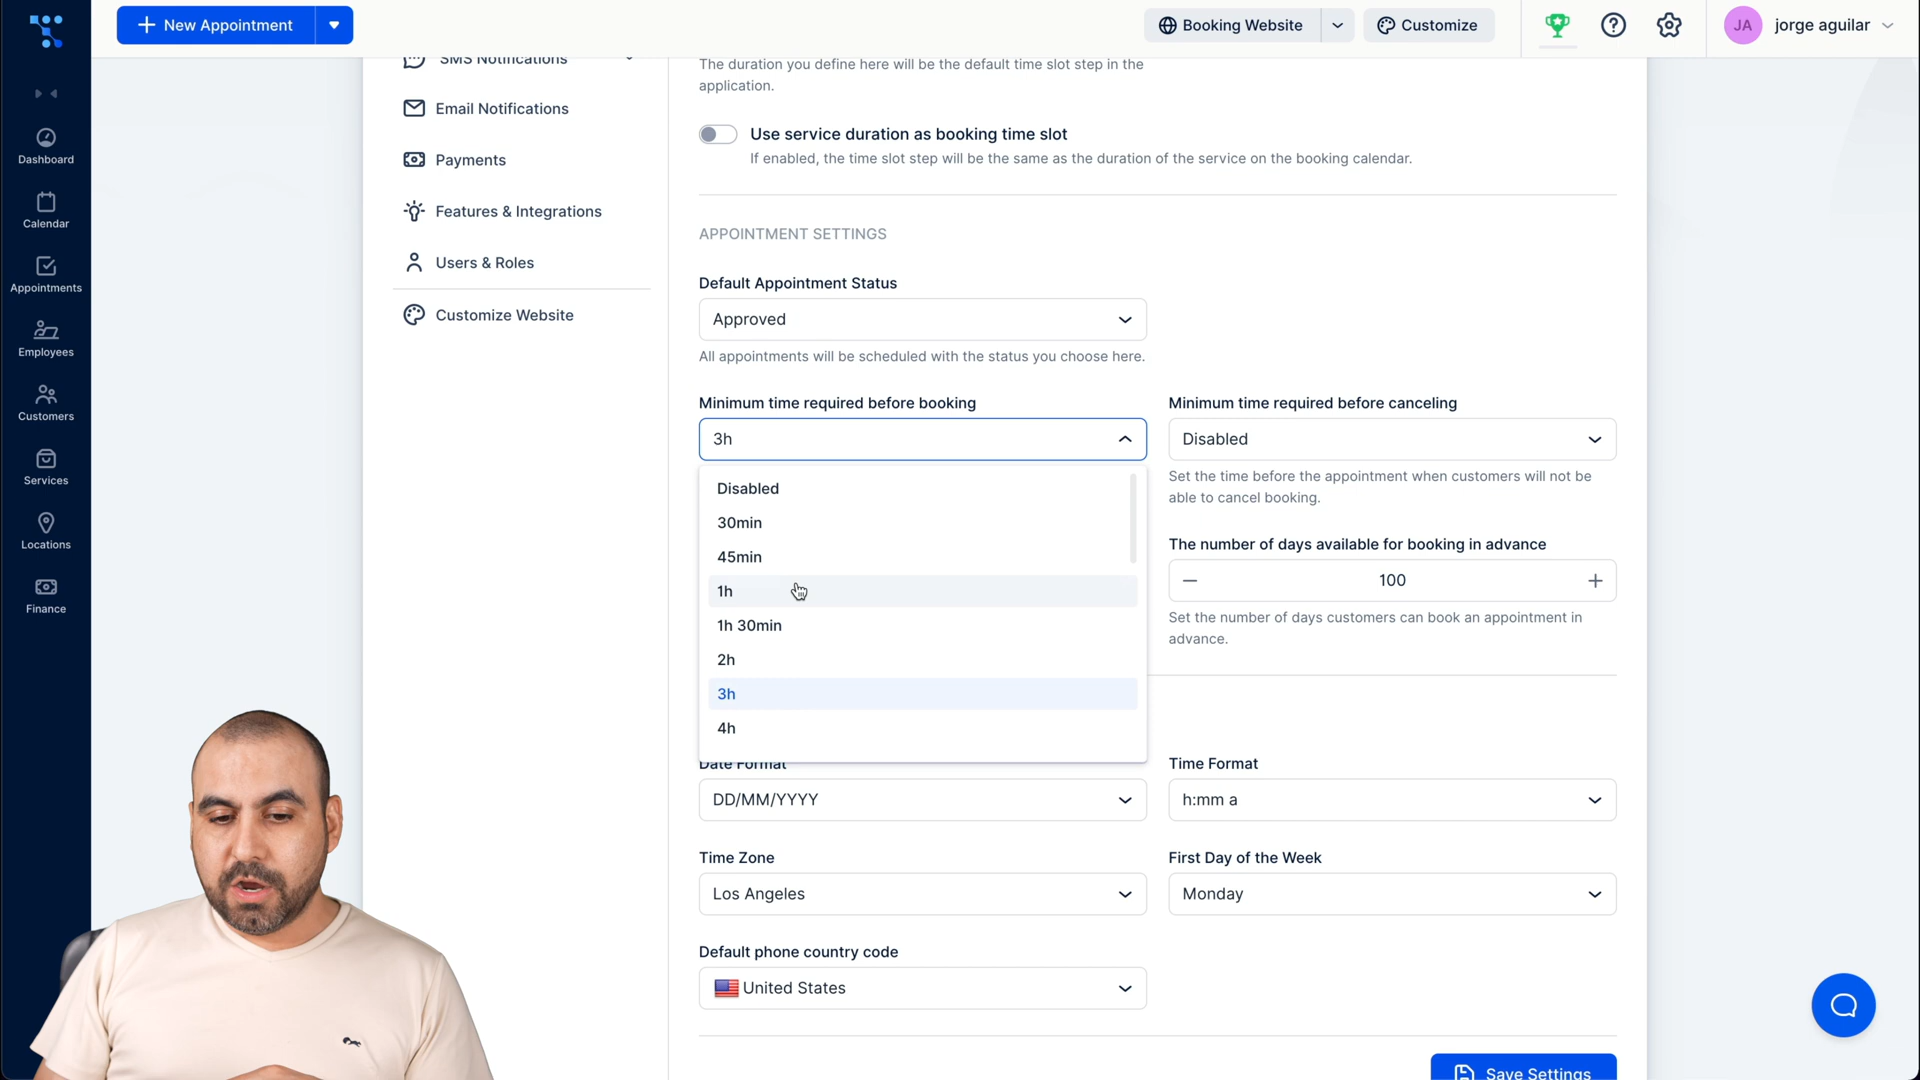 New Appointment
Booking Website
Customize
JA
jorge aguilar
Dashboard
Calendar
Appointments
Employees
Customers
Services
Locations
Finance
SMS Notifications
Email Notifications
Payments
Features & Integrations
Users & Roles
Customize Website
The duration you define here will be the default time slot step in the
application.
Use service duration as booking time slot
If enabled, the time slot step will be the same as the duration of the service on the booking calendar.
APPOINTMENT SETTINGS
Default Appointment Status
Approved
All appointments will be scheduled with the status you choose here.
Minimum time required before booking
3h
Disabled
30min
45min
1h
1h 30min
2h
3h
4h
Minimum time required before canceling
Disabled
Set the time before the appointment when customers will not be
able to cancel booking.
The number of days available for booking in advance
100
Set the number of days customers can book an appointment in
advance.
Date Format
DD/MM/YYYY
Time Format
h:mm a
Time Zone
Los Angeles
First Day of the Week
Monday
Default phone country code
United States
Save Settings